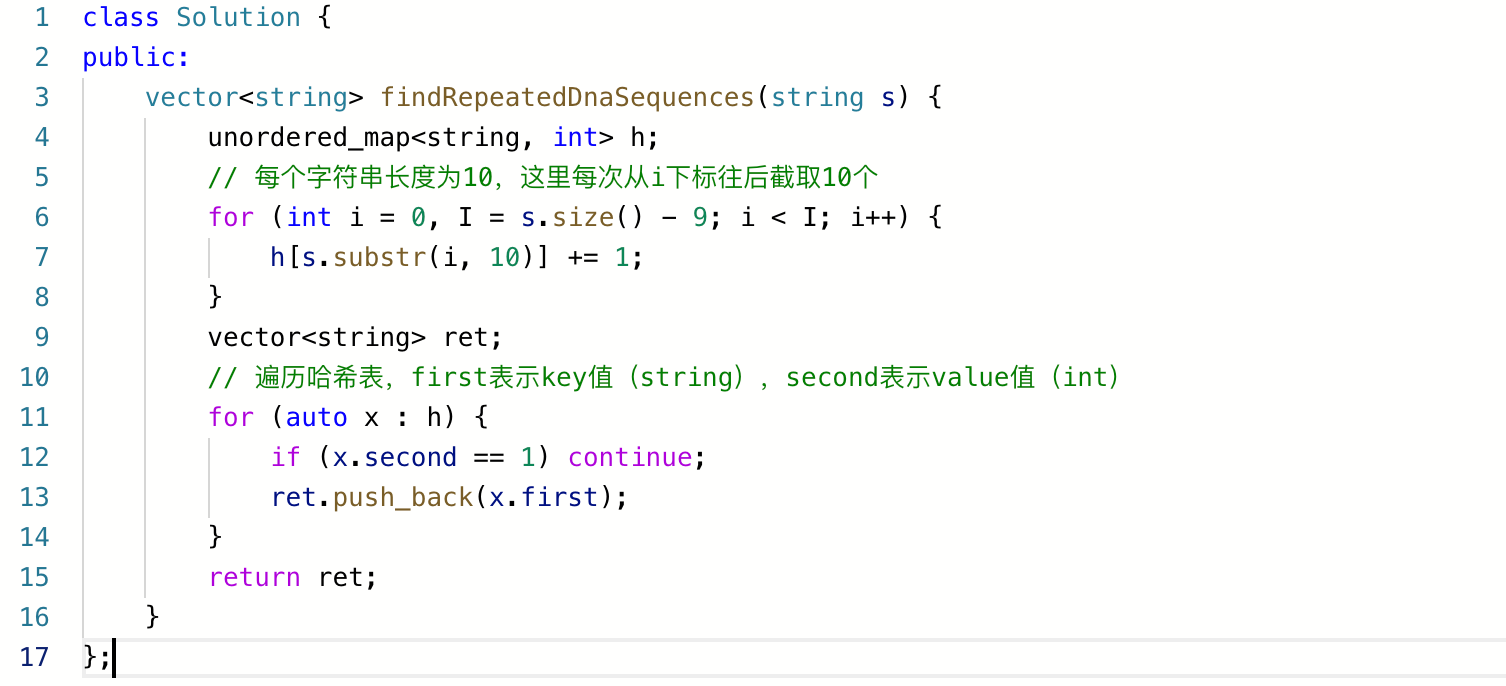 1 class Solution {
2 public:
3     vector<string> findRepeatedDnaSequences(string s) {
4         unordered_map<string, int> h;
5         // 每个字符串长度为10，这里每次从i下标往后截取10个
6         for (int i = 0, I = s.size() - 9; i < I; i++) {
7             h[s.substr(i, 10)] += 1;
8         }
9         vector<string> ret;
10         // 遍历哈希表，first表示key值（string），second表示value值（int）
11         for (auto x : h) {
12             if (x.second == 1) continue;
13             ret.push_back(x.first);
14         }
15         return ret;
16     }
17 };